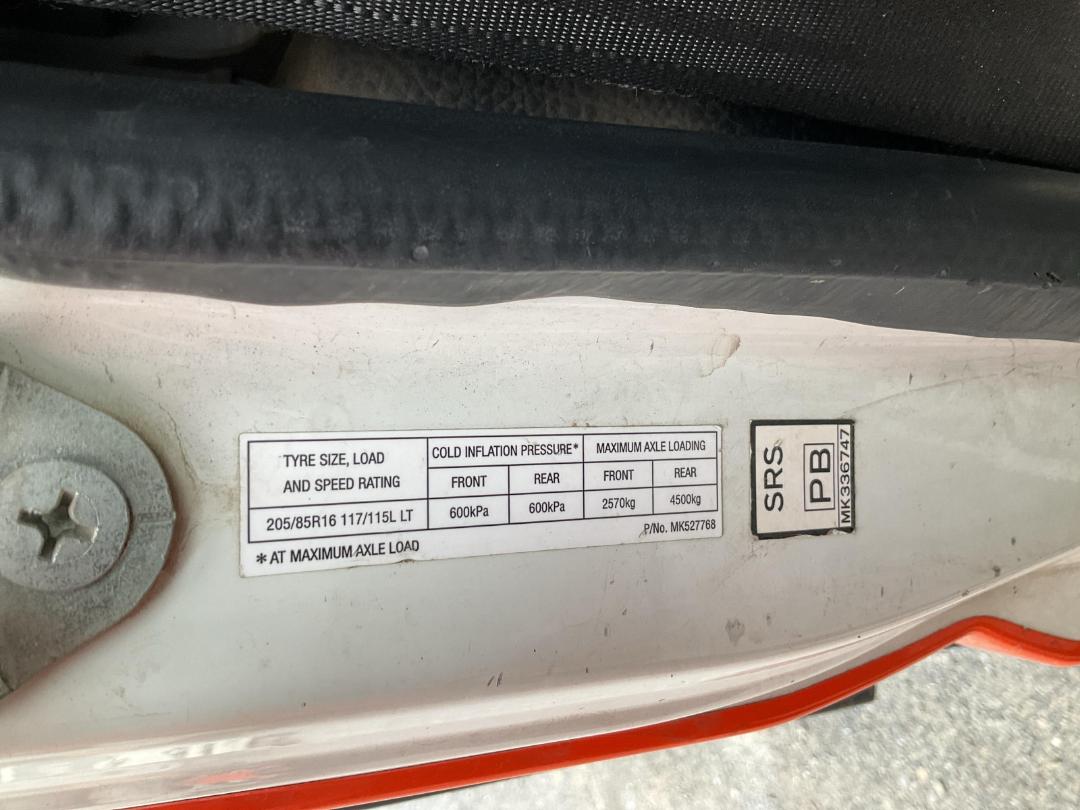 TYRE SIZE, LOAD
AND SPEED RATING
COLD INFLATION PRESSURE*
MAXIMUM AXLE LOADING
FRONT
REAR
FRONT
REAR
205/85R16 117/115L LT
600kPa
600kPa
2570kg
4500kg
* AT MAXIMUM AXLE LOAD
P/No. MK527768
SRS
PB
MK336747